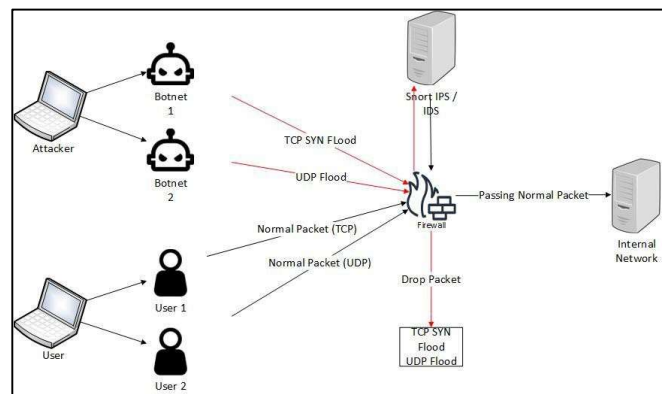 Botnet
1
Attacker
Botnet
2
TCP SYN FLood
UDP Flood
Snort IPS /
IDS
Firewall
Passing Normal Packet
Internal
Network
Normal Packet (TCP)
Normal Packet (UDP)
User 1
User
User 2
Drop Packet
TCP SYN
Flood
UDP Flood